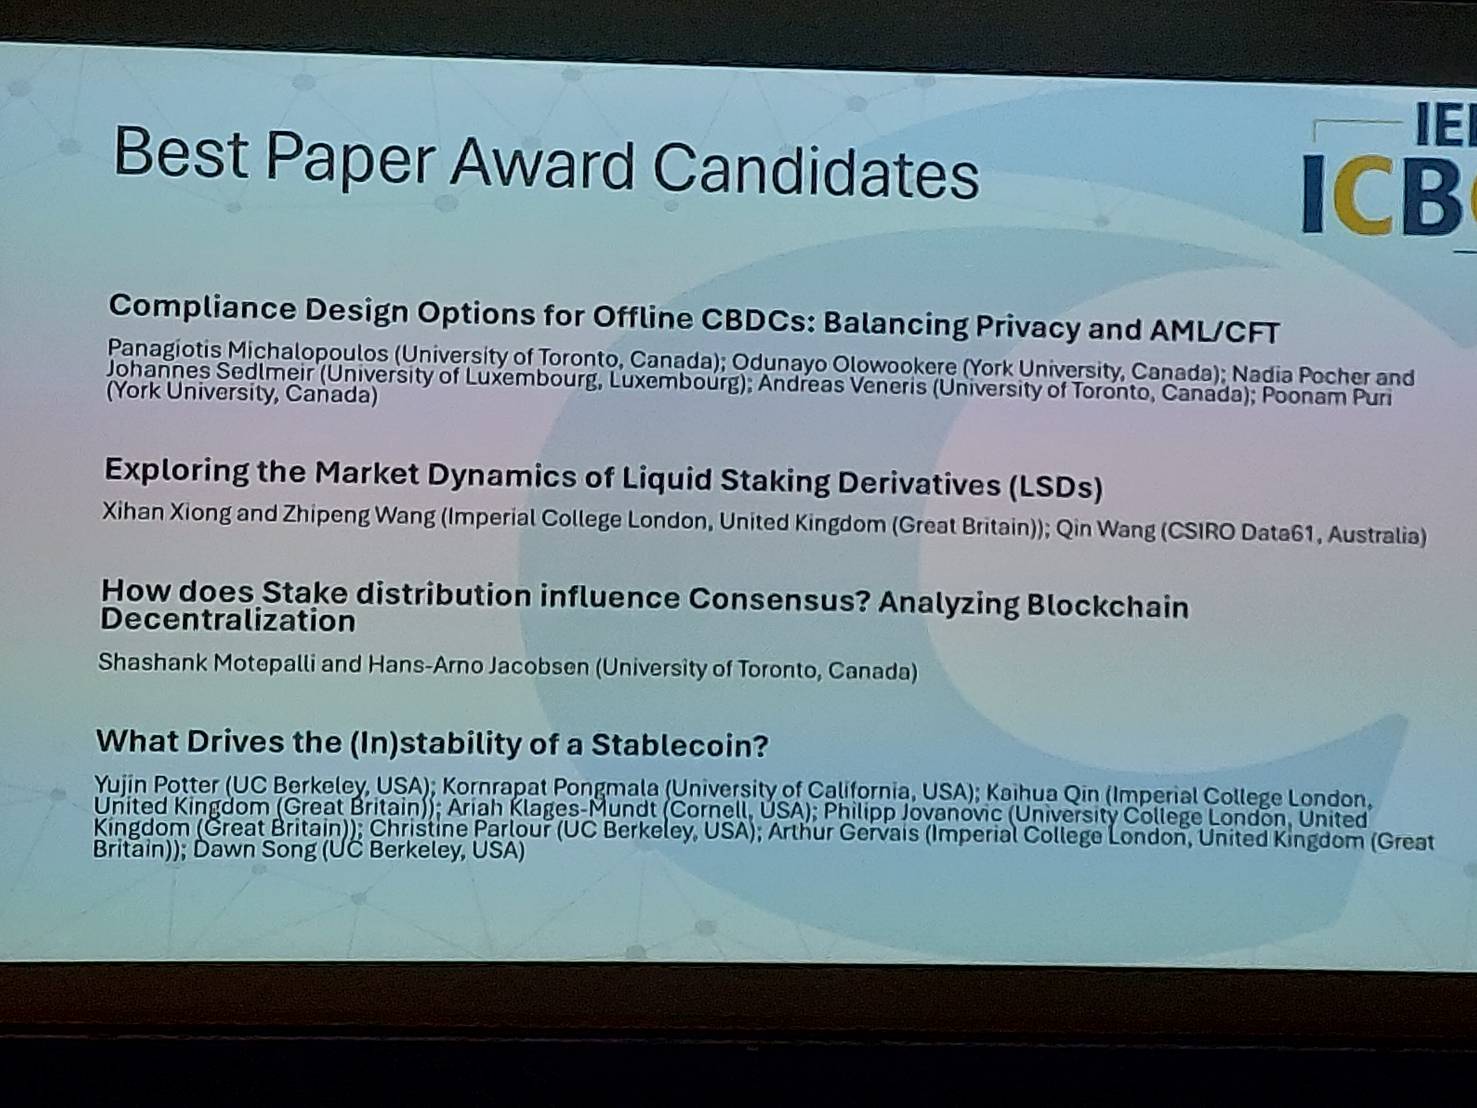 Best Paper Award Candidates
IE
ICB
Compliance Design Options for Offline CBDCs: Balancing Privacy and AML/CFT
Panagiotis Michalopoulos (University of Toronto, Canada); Odunayo Olowookere (York University, Canada); Nadia Pocher and
Johannes Sedlmeir (University of Luxembourg, Luxembourg); Andreas Veneris (University of Toronto, Canada); Poonam Puri
(York University, Canada)
Exploring the Market Dynamics of Liquid Staking Derivatives (LSDs)
Xihan Xiong and Zhipeng Wang (Imperial College London, United Kingdom (Great Britain)); Qin Wang (CSIRO Data61, Australia)
How does Stake distribution influence Consensus? Analyzing Blockchain
Decentralization
Shashank Motepalli and Hans-Arno Jacobsen (University of Toronto, Canada)
What Drives the (In)stability of a Stablecoin?
Yujin Potter (UC Berkeley, USA); Kornrapat Pongmala (University of California, USA); Kaihua Qin (Imperial College London,
United Kingdom (Great Britain)); Ariah Klages-Mundt (Cornell, USA); Philipp Jovanovic (University College London, United
Kingdom (Great Britain)); Christine Parlour (UC Berkeley, USA); Arthur Gervais (Imperial College London, United Kingdom (Great
Britain)); Dawn Song (UC Berkeley, USA)